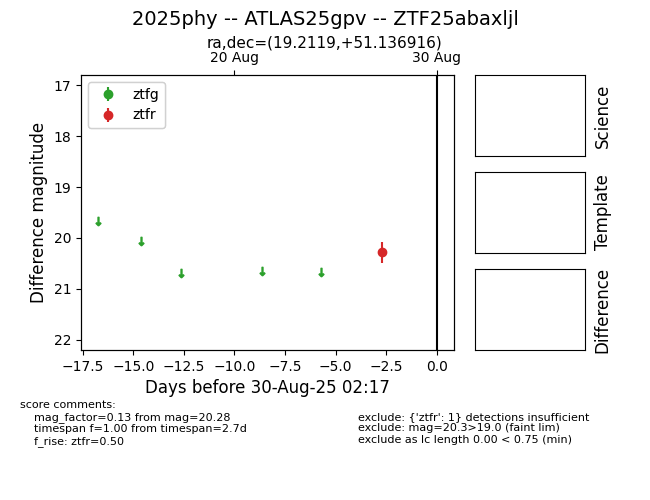 2025phy -- ATLAS25gpv -- ZTF25abaxljl
ra,dec=(19.2119,+51.136916)
20 Aug
30 Aug
ztfg
ztfr
17
18
19
20
21
22
Difference magnitude
−17.5
−15.0
−12.5
−10.0
−7.5
−5.0
−2.5
0.0
Days before 30-Aug-25 02:17
Science
Template
Difference
score comments:
mag_factor=0.13 from mag=20.28
timespan f=1.00 from timespan=2.7d
f_rise: ztfr=0.50
exclude: {'ztfr': 1} detections insufficient
exclude: mag=20.3>19.0 (faint lim)
exclude as lc length 0.00 < 0.75 (min)